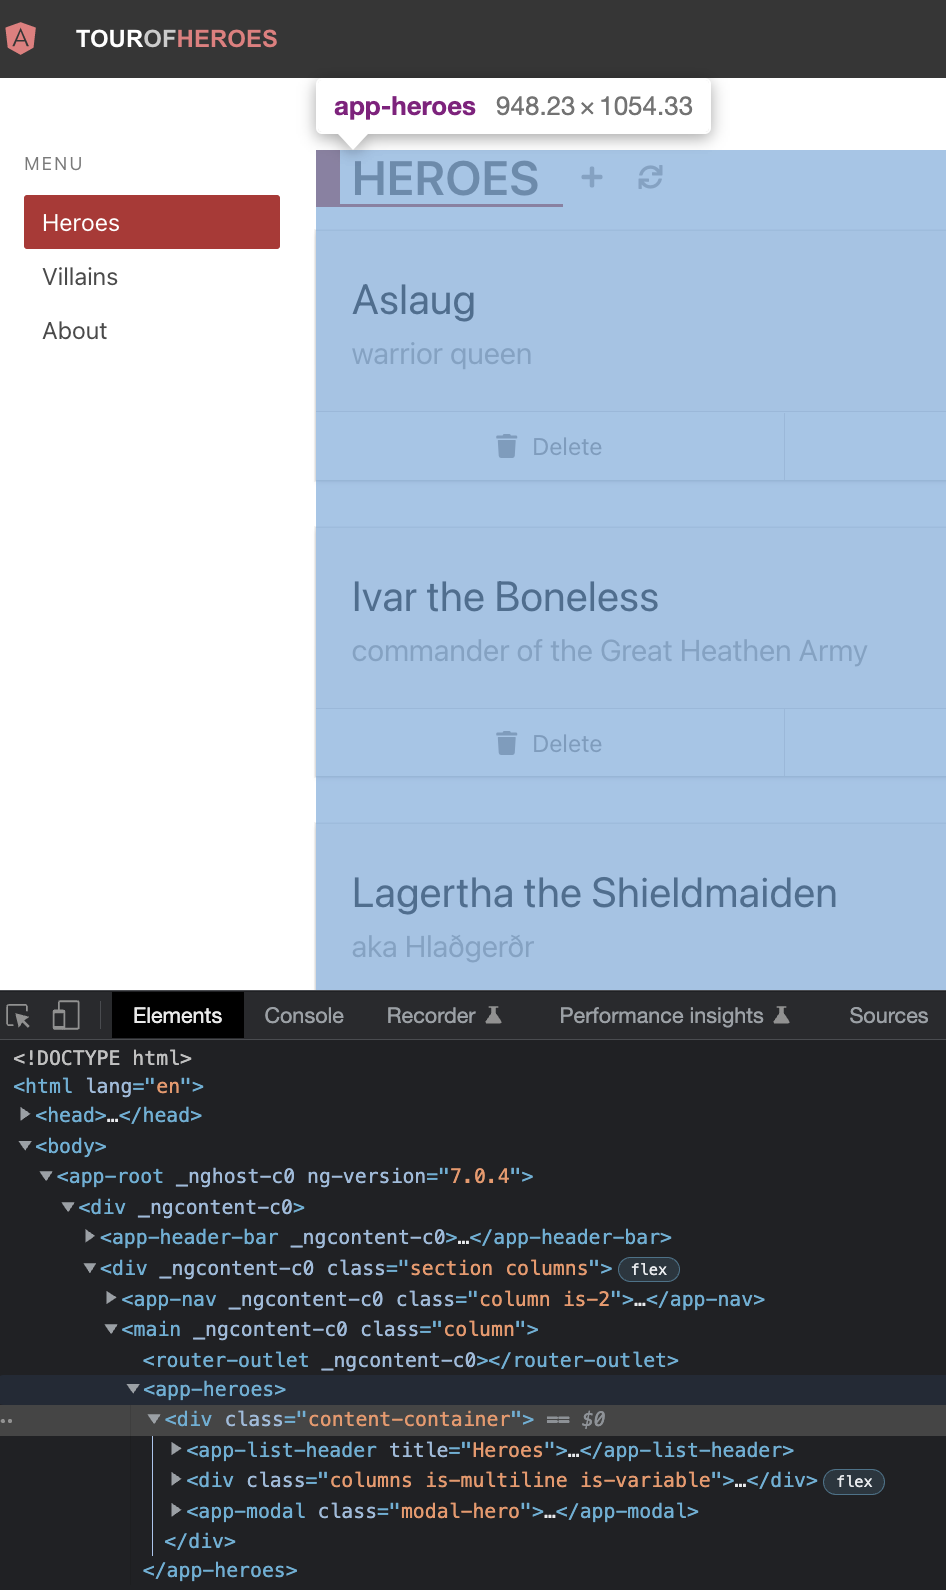 TOUROFHEROES
app-heroes 948.23 × 1054.33
MENU
Heroes
Villains
About
HEROES
Aslaug
warrior queen
Delete
Ivar the Boneless
commander of the Great Heathen Army
Delete
Lagertha the Shieldmaiden
aka Hlaðgerðr
Elements Console Recorder Performance insights Sources
<!DOCTYPE html>
<html lang="en">
<head>…</head>
<body>
<app-root _nghost-c0 ng-version="7.0.4">
<div _ngcontent-c0>
<app-header-bar _ngcontent-c0>…</app-header-bar>
<div _ngcontent-c0 class="section columns"> flex
<app-nav _ngcontent-c0 class="column is-2">…</app-nav>
<main _ngcontent-c0 class="column">
<router-outlet _ngcontent-c0></router-outlet>
<app-heroes>
<div class="content-container"> == $0
<app-list-header title="Heroes">…</app-list-header>
<div class="columns is-multiline is-variable">…</div> flex
<app-modal class="modal-hero">…</app-modal>
</div>
</app-heroes>